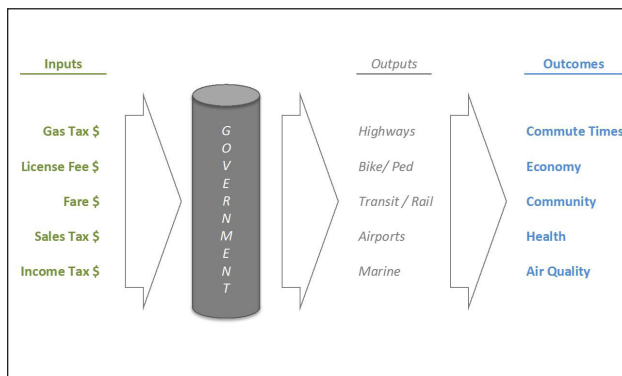 Inputs
Gas Tax $
License Fee $
Fare $
Sales Tax $
Income Tax $
GOVERNMENT
Outputs
Highways
Bike/ Ped
Transit / Rail
Airports
Marine
Outcomes
Commute Times
Economy
Community
Health
Air Quality